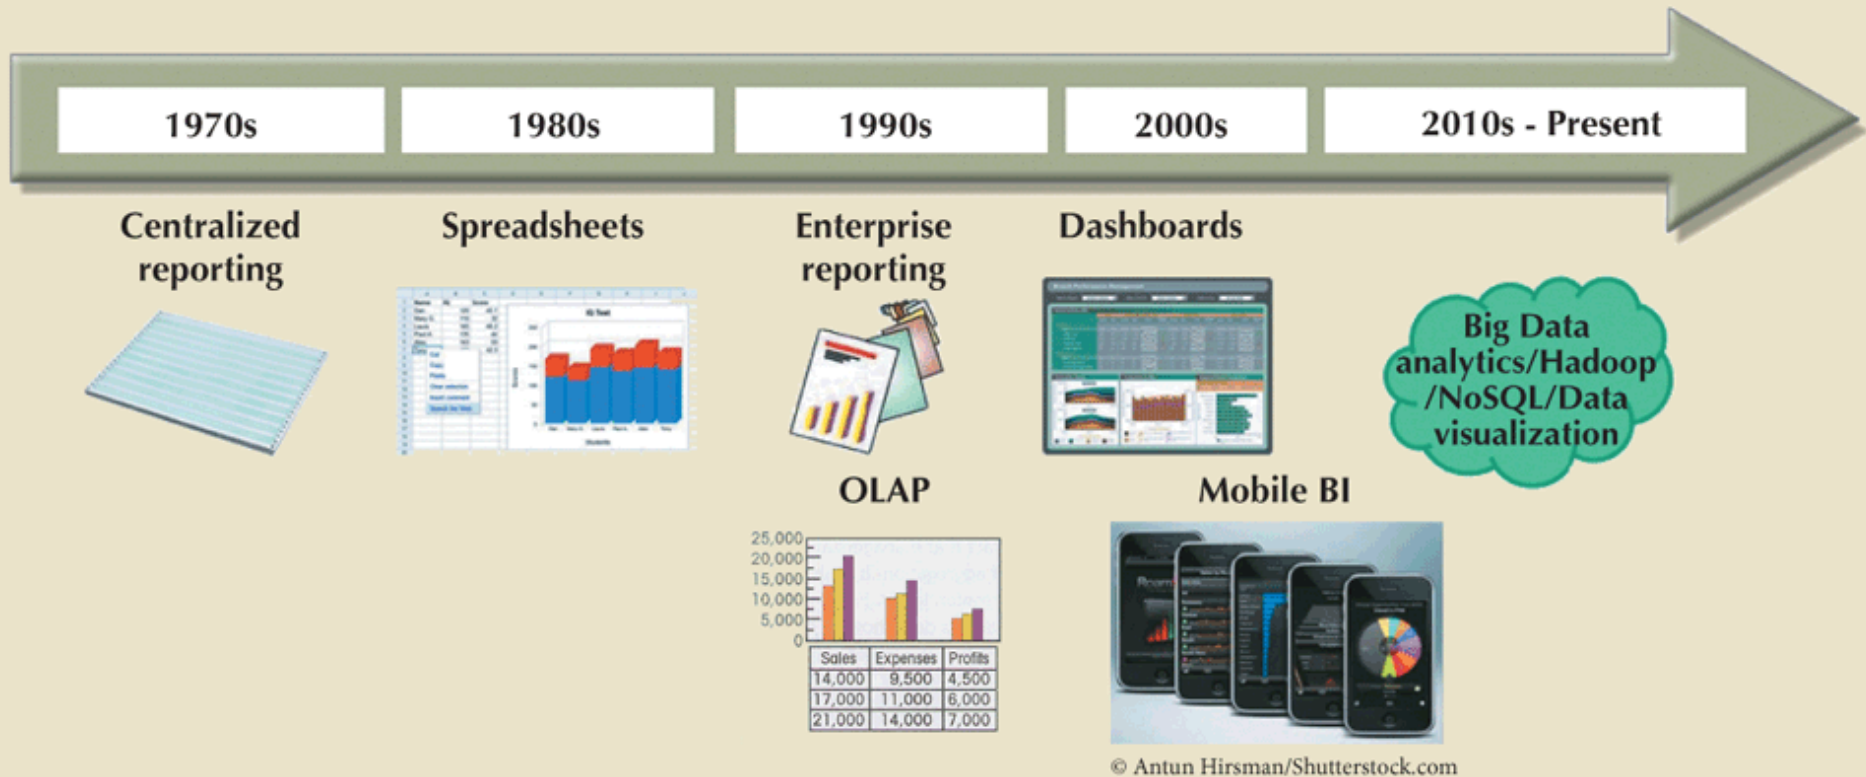 1970s
1980s
1990s
2000s
2010s - Present
Centralized
reporting
Spreadsheets
Enterprise
reporting
Dashboards
IQ Test
Students
Big Data
analytics/Hadoop
/NoSQL/Data
visualization
OLAP
25,000
20,000
15,000
10,000
5,000
0
Sales Expenses Profits
14,000 9,500 4,500
17,000 11,000 6,000
21,000 14,000 7,000
Mobile BI
© Antun Hirsman/Shutterstock.com